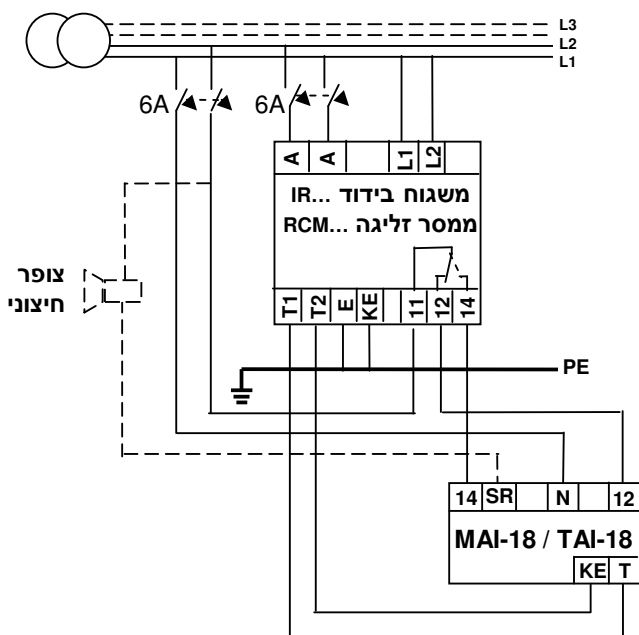 L3
L2
L1
6A
6A
A A L1 L2
משגוח בידוד IR...
ממסר זליגה RCM...
צופר
חיצוני
T1 T2 E KE 11 12 14
PE
14 SR N 12
MAI-18 / TAI-18
KE T